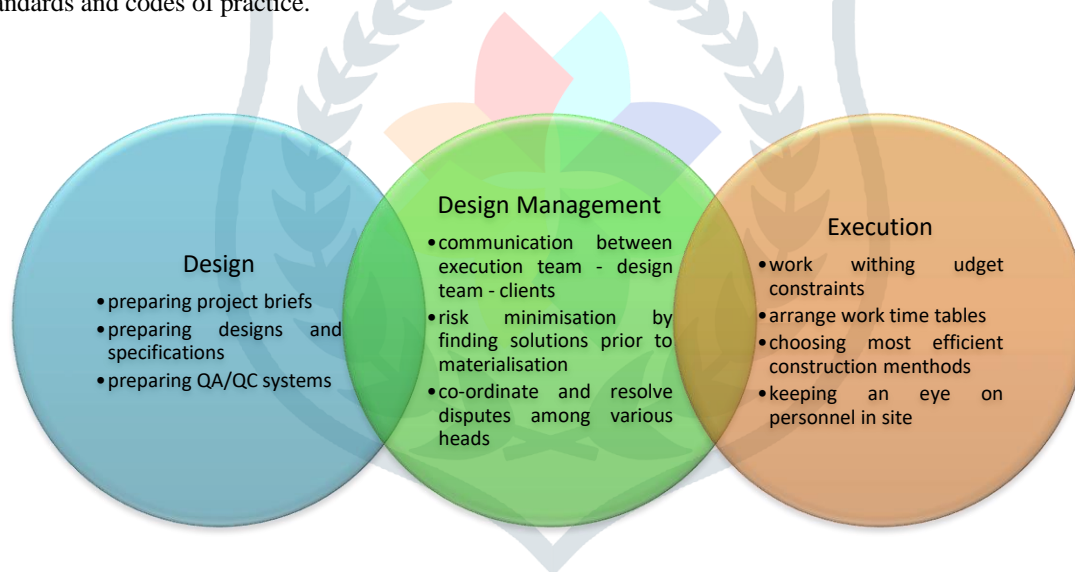 andards and codes of practice.
Design
•preparing project briefs
•preparing designs and
specifications
•preparing QA/QC systems
Design Management
•communication between
execution team - design
team - clients
•risk minimisation by
finding solutions prior to
materialisation
•co-ordinate and resolve
disputes among various
heads
Execution
•work withing udget
constraints
•arrange work time tables
•choosing most efficient
construction menthods
•keeping an eye on
personnel in site